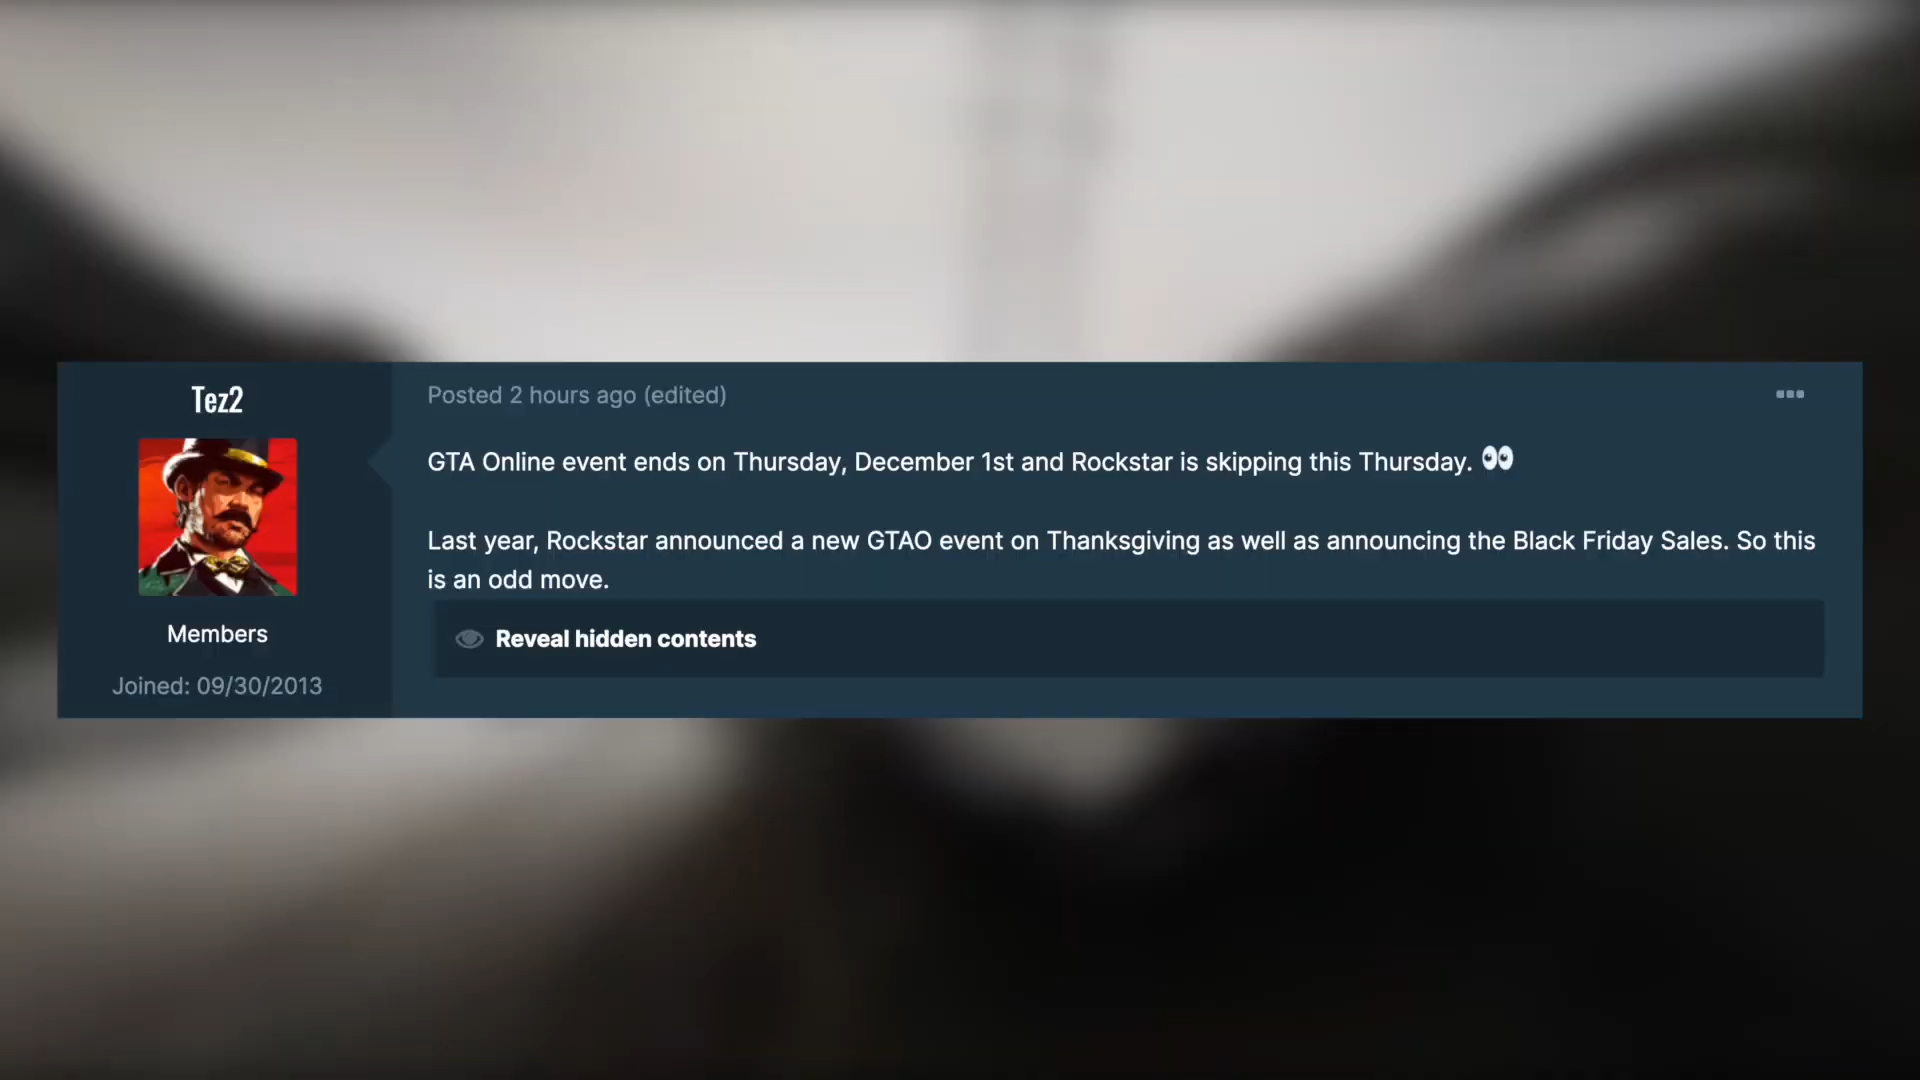 Tez2
Members
Joined: 09/30/2013
Posted 2 hours ago (edited)
GTA Online event ends on Thursday, December 1st and Rockstar is skipping this Thursday. 👀
Last year, Rockstar announced a new GTAO event on Thanksgiving as well as announcing the Black Friday Sales. So this
is an odd move.
Reveal hidden contents